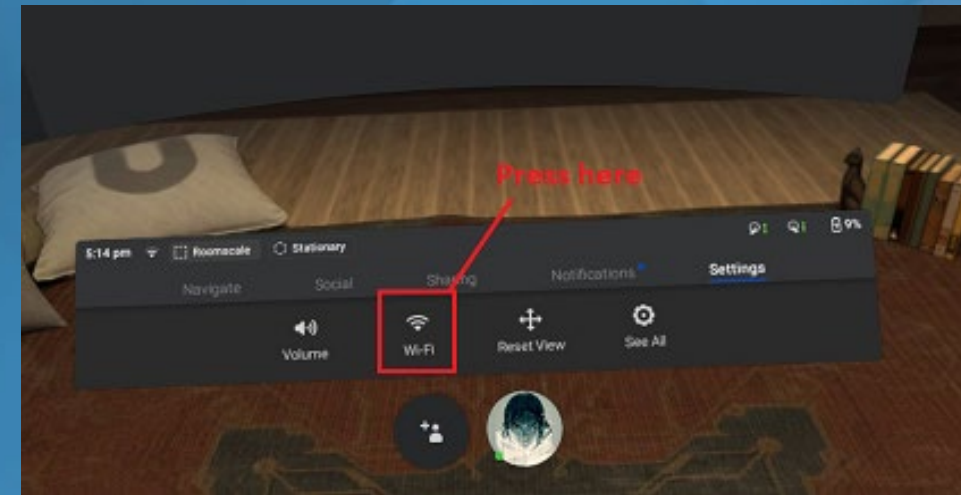 Press here
9%
5:14 pm Roomscale Stationary
Navigate Social Sharing Notifications Settings
Volume Wi-Fi Reset View See All